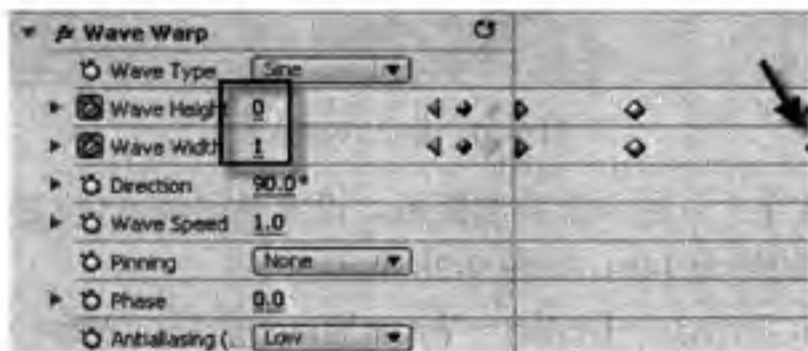 fx Wave Warp
Wave Type Sine
Wave Height 0
Wave Width 1
Direction 90.0°
Wave Speed 1.0
Pinning None
Phase 0.0
Antialiasing (... Low